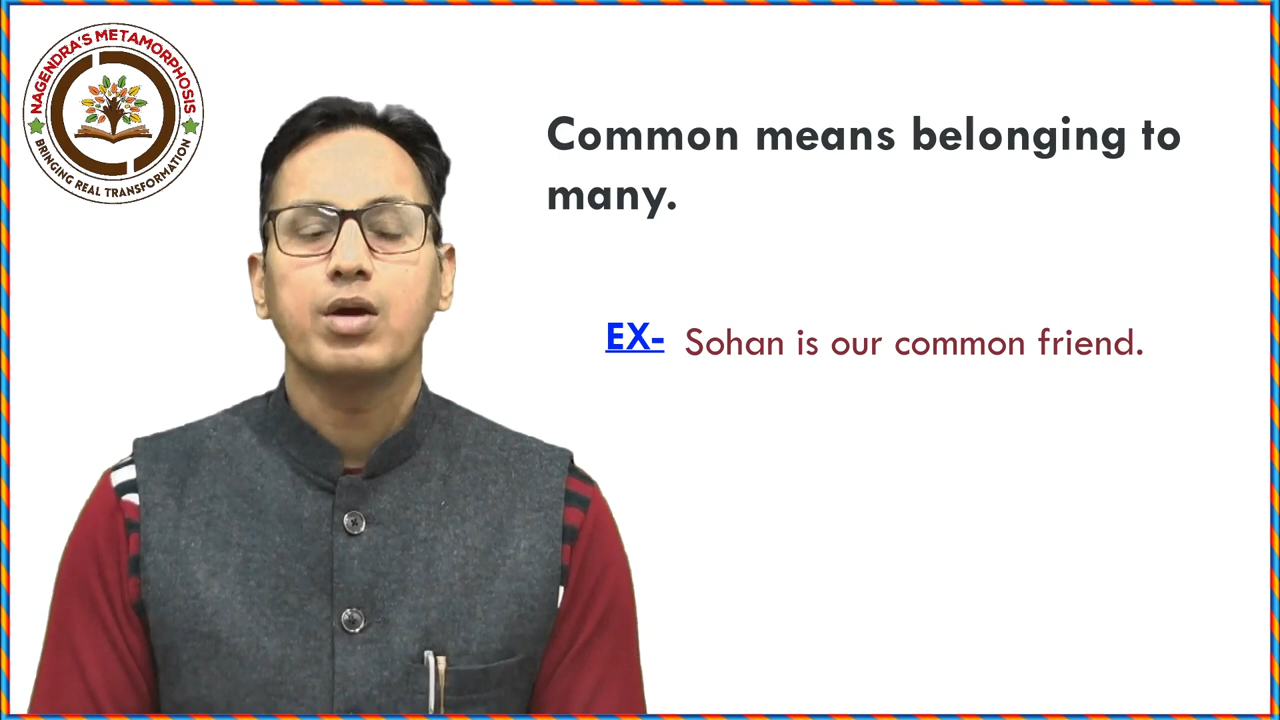 NAGENDRA'S METAMORPHOSIS
BRINGING REAL TRANSFORMATION
Common means belonging to
many.
EX- Sohan is our common friend.